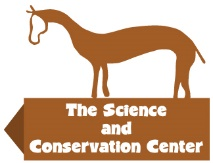 The Science
and
Conservation Center